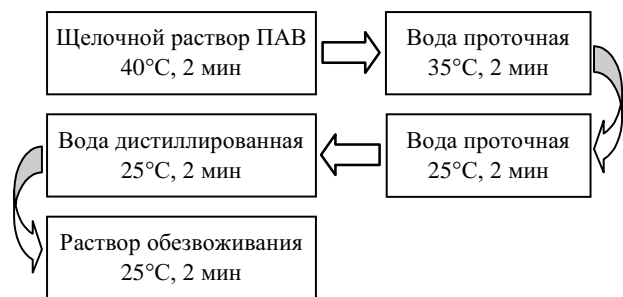 Щелочной раствор ПАВ
40°С, 2 мин
Вода проточная
35°С, 2 мин
Вода проточная
25°С, 2 мин
Вода дистиллированная
25°С, 2 мин
Раствор обезвоживания
25°С, 2 мин